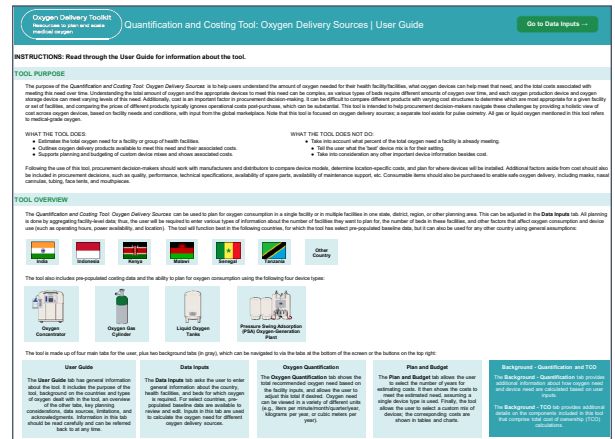 Oxygen Delivery Toolkit
Resources to plan and scale
medical oxygen
Quantification and Costing Tool: Oxygen Delivery Sources | User Guide
Go to Data Inputs →
INSTRUCTIONS: Read through the User Guide for information about the tool.
TOOL PURPOSE
The purpose of the Quantification and Costing Tool: Oxygen Delivery Sources is to help users understand the amount of oxygen needed for their health facility/facilities, what oxygen devices can help meet that need, and the total costs associated with
meeting this need over time. Understanding the total amount of oxygen and the appropriate devices to meet this need can be complex, as various types of beds require different amounts of oxygen over time, and each oxygen production device and oxygen
storage device can meet varying levels of this need. Additionally, cost is an important factor in procurement decision-making. It can be difficult to compare different products with varying cost structures to determine which are most appropriate for a given facility
or set of facilities, and comparing the prices of different products typically ignores operational costs post-purchase, which can be substantial. This tool is intended to help procurement decision-makers navigate these challenges by providing a holistic view of
cost across oxygen devices, based on facility needs and conditions, with input from the global marketplace. Note that this tool is focused on oxygen delivery sources; a separate tool exists for pulse oximetry. All gas or liquid oxygen mentioned in this tool refers
to medical-grade oxygen.
WHAT THE TOOL DOES:
● Estimates the total oxygen need for a facility or group of health facilities.
● Outlines oxygen delivery products available to meet this need and their associated costs.
● Supports planning and budgeting of custom device mixes and shows associated costs.
WHAT THE TOOL DOES NOT DO:
● Take into account what percent of the total oxygen need a facility is already meeting.
● Tell the user what the 'best' device mix is for their setting.
● Take into consideration any other important device information besides cost.
Following the use of this tool, procurement decision-makers should work with manufacturers and distributors to compare device models, determine location-specific costs, and plan for where devices will be installed. Additional factors aside from cost should also
be included in procurement decisions, such as quality, performance, technical specifications, availability of spare parts, availability of maintenance support, etc. Consumable items should also be purchased to enable safe oxygen delivery, including masks, nasal
cannulas, tubing, face tents, and mouthpieces.
TOOL OVERVIEW
The Quantification and Costing Tool: Oxygen Delivery Sources can be used to plan for oxygen consumption in a single facility or in multiple facilities in one state, district, region, or other planning area. This can be adjusted in the Data Inputs tab. All planning
is done by aggregating facility-level data; thus, the user will be required to enter various types of information about the number of facilities they want to plan for, the number of beds in these facilities, and other factors that affect oxygen consumption and device
use (such as operating hours, power availability, and location). The tool will function best in the following countries, for which the tool has select pre-populated baseline data, but it can also be used for any other country using general assumptions:
India
Indonesia
Kenya
Malawi
Senegal
Tanzania
Other
Country
The tool also includes pre-populated costing data and the ability to plan for oxygen consumption using the following four device types:
Oxygen
Concentrator
Oxygen Gas
Cylinder
Liquid Oxygen
Tanks
Pressure Swing Adsorption
(PSA) Oxygen-Generation
Plant
The tool is made up of four main tabs for the user, plus two background tabs (in gray), which can be navigated to via the tabs at the bottom of the screen or the buttons on the top right:
User Guide
The User Guide tab has general information
about the tool. It includes the purpose of the
tool, background on the countries and types
of oxygen dealt with in the tool, an overview
of the other tabs, key planning
considerations, data sources, limitations, and
acknowledgments. Information in this tab
should be read carefully and can be referred
back to at any time.
Data Inputs
The Data Inputs tab asks the user to enter
general information about the country,
health facilities, and beds for which oxygen
is required. For select countries, pre-
populated baseline data are available to
review and edit. Inputs in this tab are used
to calculate the oxygen need for different
oxygen delivery sources.
Oxygen Quantification
The Oxygen Quantification tab shows the
total recommended oxygen need based on
the facility inputs, and allows the user to
adjust this total if desired. Oxygen need
can be viewed in a variety of different units
(e.g., liters per minute/month/quarter/year,
kilograms per year, or cubic meters per
year).
Plan and Budget
The Plan and Budget tab allows the user
to select the number of years for
estimating costs. It then shows the costs to
meet the estimated need, assuming a
single device type is used. Finally, the tool
allows the user to select a custom mix of
devices; the corresponding costs are
shown in tables and charts.
Background - Quantification and TCO
The Background - Quantification tab provides
additional information about how oxygen need
and device need are calculated based on user
inputs.
The Background - TCO tab provides additional
details on the components included in this tool
that comprise total cost of ownership (TCO)
calculations.